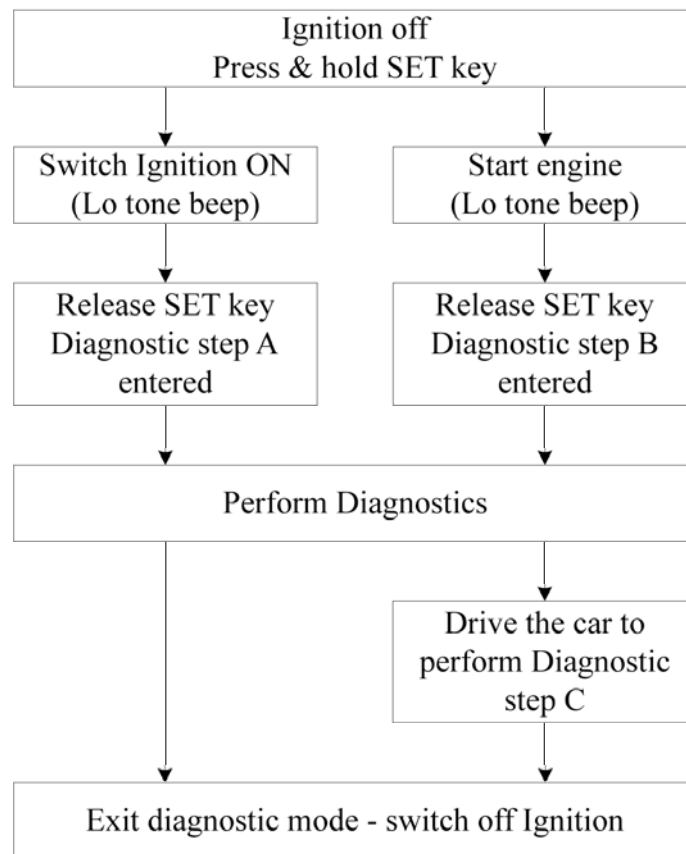 Ignition off
Press & hold SET key
Switch Ignition ON
(Lo tone beep)
Start engine
(Lo tone beep)
Release SET key
Diagnostic step A
entered
Release SET key
Diagnostic step B
entered
Perform Diagnostics
Drive the car to
perform Diagnostic
step C
Exit diagnostic mode - switch off Ignition